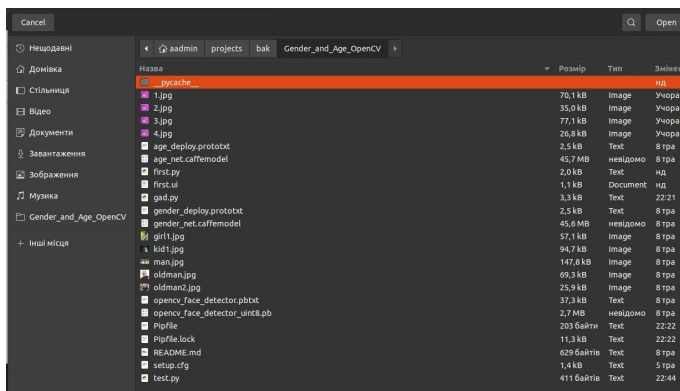 Cancel
Open
Нещодавні
Домівка
Стільниця
Відео
Документи
Завантаження
Зображення
Музика
Gender_and_Age_OpenCV
+ Інші місця
aadmin projects bak Gender_and_Age_OpenCV
Назва Розмір Тип Зміне
__pycache__ нд
1.jpg 70,1 kB Image Учора
2.jpg 35,0 kB Image Учора
3.jpg 77,1 kB Image Учора
4.jpg 26,8 kB Image Учора
age_deploy.prototxt 2,5 kB Text 8 тра
age_net.caffemodel 45,7 MB невідомо 8 тра
first.py 2,0 kB Text нд
first.ui 1,1 kB Document нд
gad.py 3,3 kB Text 22:21
gender_deploy.prototxt 2,5 kB Text 8 тра
gender_net.caffemodel 45,6 MB невідомо 8 тра
girl1.jpg 57,1 kB Image 8 тра
kid1.jpg 94,7 kB Image 8 тра
man.jpg 147,8 kB Image 8 тра
oldman.jpg 69,3 kB Image 8 тра
oldman2.jpg 25,9 kB Image 8 тра
opencv_face_detector.pbtxt 37,3 kB Text 8 тра
opencv_face_detector_uint8.pb 2,7 MB невідомо 8 тра
Pipfile 203 байти Text 22:22
Pipfile.lock 11,3 kB Text 22:22
README.md 629 байтів Text 8 тра
setup.cfg 1,4 kB Text 5 тра
test.py 411 байтів Text 22:44